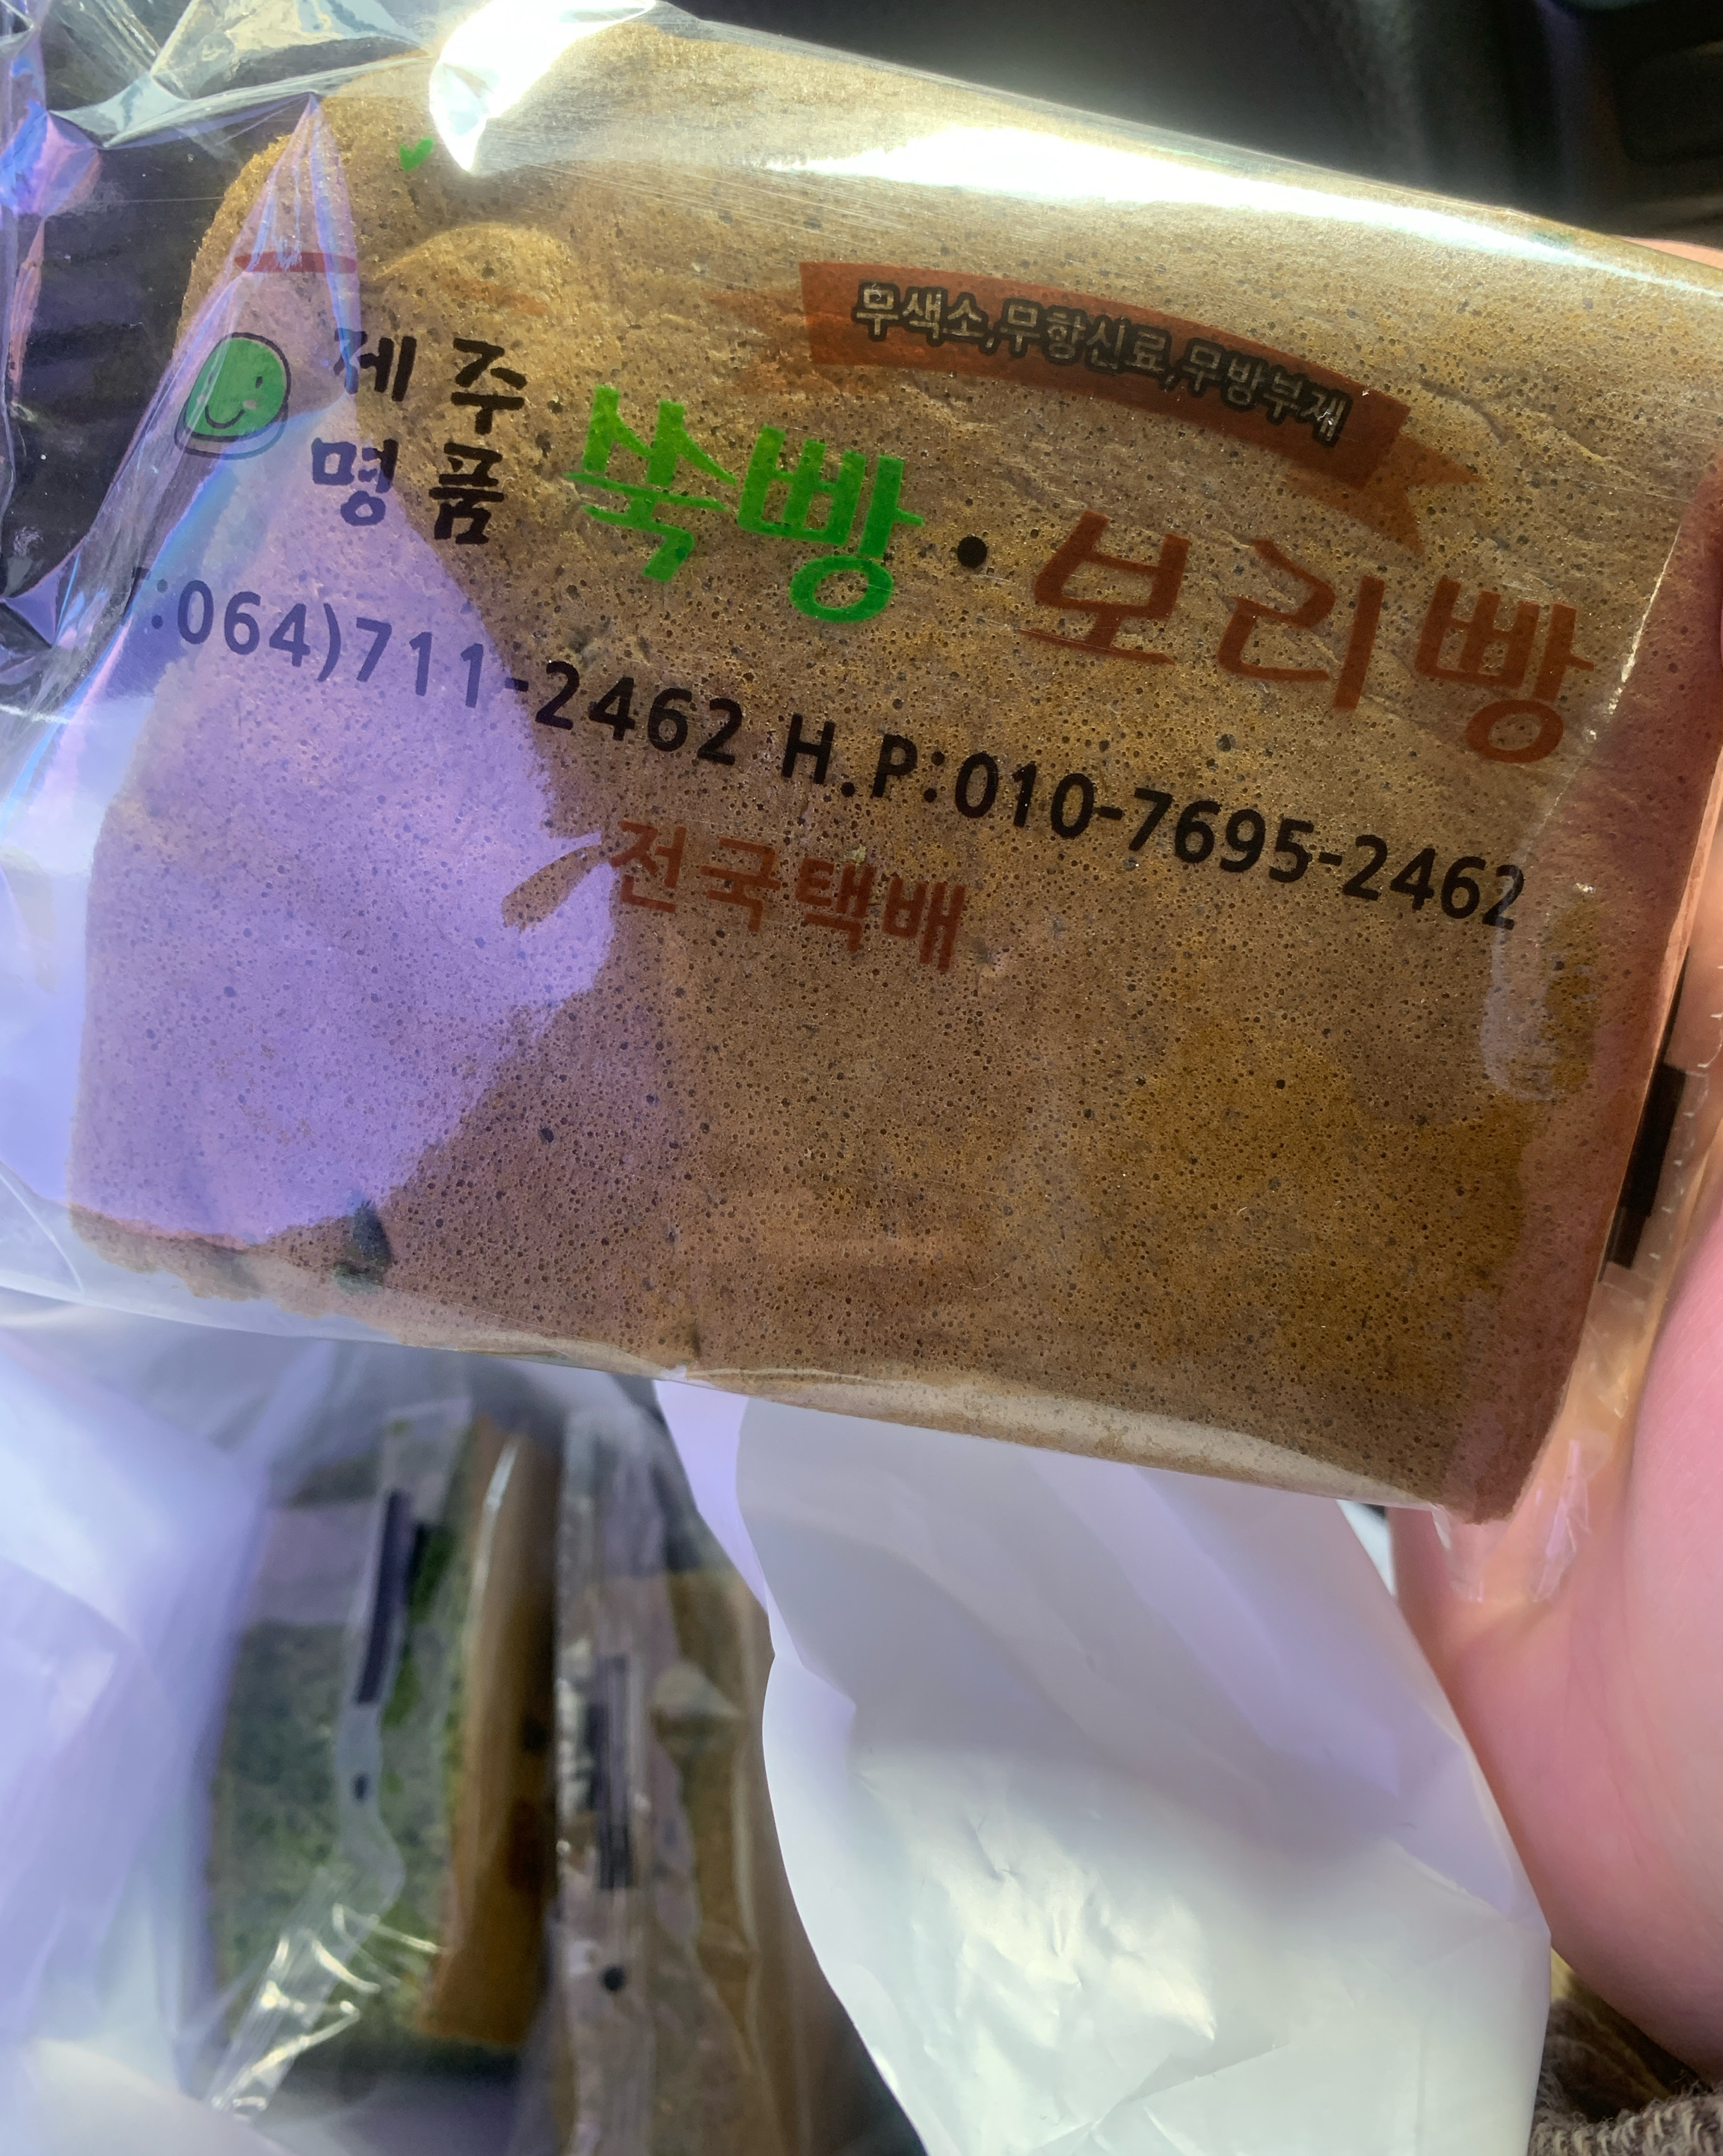 무색소,무향신료,무방부제
제주
명품
쑥빵·보리빵
T:064)711-2462 H.P:010-7695-2462
전국택배